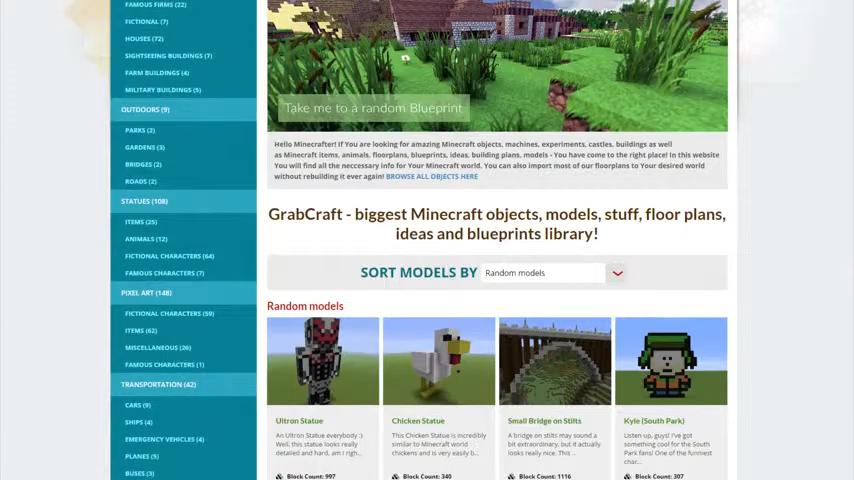 FAMOUS FIRMS (22)
FICTIONAL (7)
HOUSES (72)
SIGHTSEEING BUILDINGS (7)
FARM BUILDINGS (4)
MILITARY BUILDINGS (5)
OUTDOORS (9)
PARKS (2)
GARDENS (3)
BRIDGES (2)
ROADS (2)
STATUES (108)
ITEMS (25)
ANIMALS (12)
FICTIONAL CHARACTERS (64)
FAMOUS CHARACTERS (7)
PIXEL ART (148)
FICTIONAL CHARACTERS (59)
ITEMS (62)
MISCELLANEOUS (26)
FAMOUS CHARACTERS (1)
TRANSPORTATION (42)
CARS (9)
SHIPS (4)
EMERGENCY VEHICLES (4)
PLANES (5)
BUSES (3)
Take me to a random Blueprint
Hello Minecrafter! If You are looking for amazing Minecraft objects, machines, experiments, castles, buildings as well
as Minecraft items, animals, floorplans, blueprints, ideas, building plans, models - You have come to the right place! In this website
You will find all the neccessary info for Your Minecraft world. You can also import most of our floorplans to Your desired world
without rebuilding it ever again! BROWSE ALL OBJECTS HERE
GrabCraft - biggest Minecraft objects, models, stuff, floor plans,
ideas and blueprints library!
SORT MODELS BY Random models
Random models
Ultron Statue
An Ultron Statue everybody :)
Well, this statue looks really
detailed and hard, am I righ...
Block Count: 997
Chicken Statue
This Chicken Statue is incredibly
similar to Minecraft world
chickens and is very easily b...
Block Count: 340
Small Bridge on Stilts
A bridge on stilts may sound a
bit extraordinary, but it actually
looks really nice. This ...
Block Count: 1116
Kyle (South Park)
Listen up, guys! I've got
something cool for the South
Park fans! One of the funniest
char...
Block Count: 307